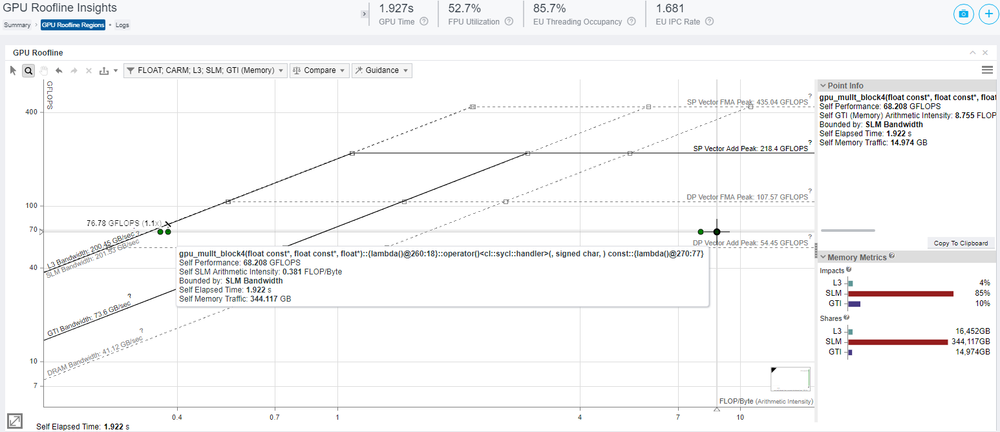 GPU Roofline Insights
Summary
GPU Roofline Regions
Logs
1.927s
GPU Time
52.7%
FPU Utilization
85.7%
EU Threading Occupancy
1.681
EU IPC Rate
GPU Roofline
FLOAT; CARM; L3; SLM; GTI (Memory)
Compare
Guidance
GFLOPS
400
100
70
40
10
7
SP Vector FMA Peak: 435.04 GFLOPS
?
SP Vector Add Peak: 218.4 GFLOPS
?
DP Vector FMA Peak: 107.57 GFLOPS
?
DP Vector Add Peak: 54.45 GFLOPS
?
76.78 GFLOPS (1.1x)
L3 Bandwidth: 200.45 GB/sec
?
SLM Bandwidth: 201.53 GB/sec
GTI Bandwidth: 73.6 GB/sec
?
DRAM Bandwidth: 41.12 GB/sec
?
gpu_mullt_block4(float const*, float const*, float*)::{lambda()@260:18}::operator()<cl::sycl::handler>(, signed char, ) const::{lambda()@270:77}
Self Performance: 68.208 GFLOPS
Self SLM Arithmetic Intensity: 0.381 FLOP/Byte
Bounded by: SLM Bandwidth
Self Elapsed Time: 1.922 s
Self Memory Traffic: 344.117 GB
FLOP/Byte (Arithmetic Intensity)
0.4
0.7
1
4
7
10
Self Elapsed Time: 1.922 s
Point Info
gpu_mullt_block4(float const*, float const*, float
Self Performance: 68.208 GFLOPS
Self GTI (Memory) Arithmetic Intensity: 8.755 FLOP
Bounded by: SLM Bandwidth
Self Elapsed Time: 1.922 s
Self Memory Traffic: 14.974 GB
Copy To Clipboard
Memory Metrics
Impacts
L3 4%
SLM 85%
GTI 10%
Shares
L3 16,452GB
SLM 344,117GB
GTI 14,974GB